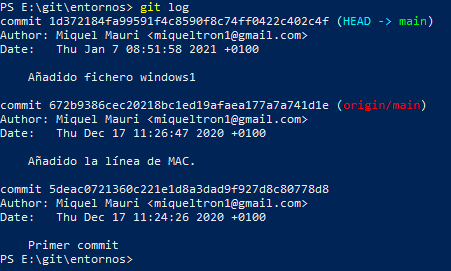 PS E:\git\entornos> git log
commit 1d372184fa99591f4c8590f8c74ff0422c402c4f (HEAD -> main)
Author: Miquel Mauri <miqueltron1@gmail.com>
Date:   Thu Jan 7 08:51:58 2021 +0100
Añadido fichero windows1
commit 672b9386cec20218bc1ed19afaea177a7a741d1e (origin/main)
Author: Miquel Mauri <miqueltron1@gmail.com>
Date:   Thu Dec 17 11:26:47 2020 +0100
Añadido la línea de MAC.
commit 5deac0721360c221e1d8a3dad9f927d8c80778d8
Author: Miquel Mauri <miqueltron1@gmail.com>
Date:   Thu Dec 17 11:24:26 2020 +0100
Primer commit
PS E:\git\entornos>